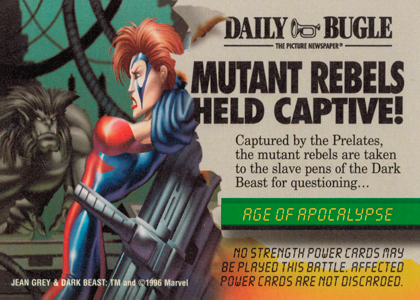 DAILY BUGLE
THE PICTURE NEWSPAPER®
MUTANT REBELS
HELD CAPTIVE!
Captured by the Prelates,
the mutant rebels are taken
to the slave pens of the Dark
Beast for questioning...
AGE OF APOCALYPSE
NO STRENGTH POWER CARDS MAY
BE PLAYED THIS BATTLE. AFFECTED
POWER CARDS ARE NOT DISCARDED.
JEAN GREY & DARK BEAST: TM and ©1996 Marvel